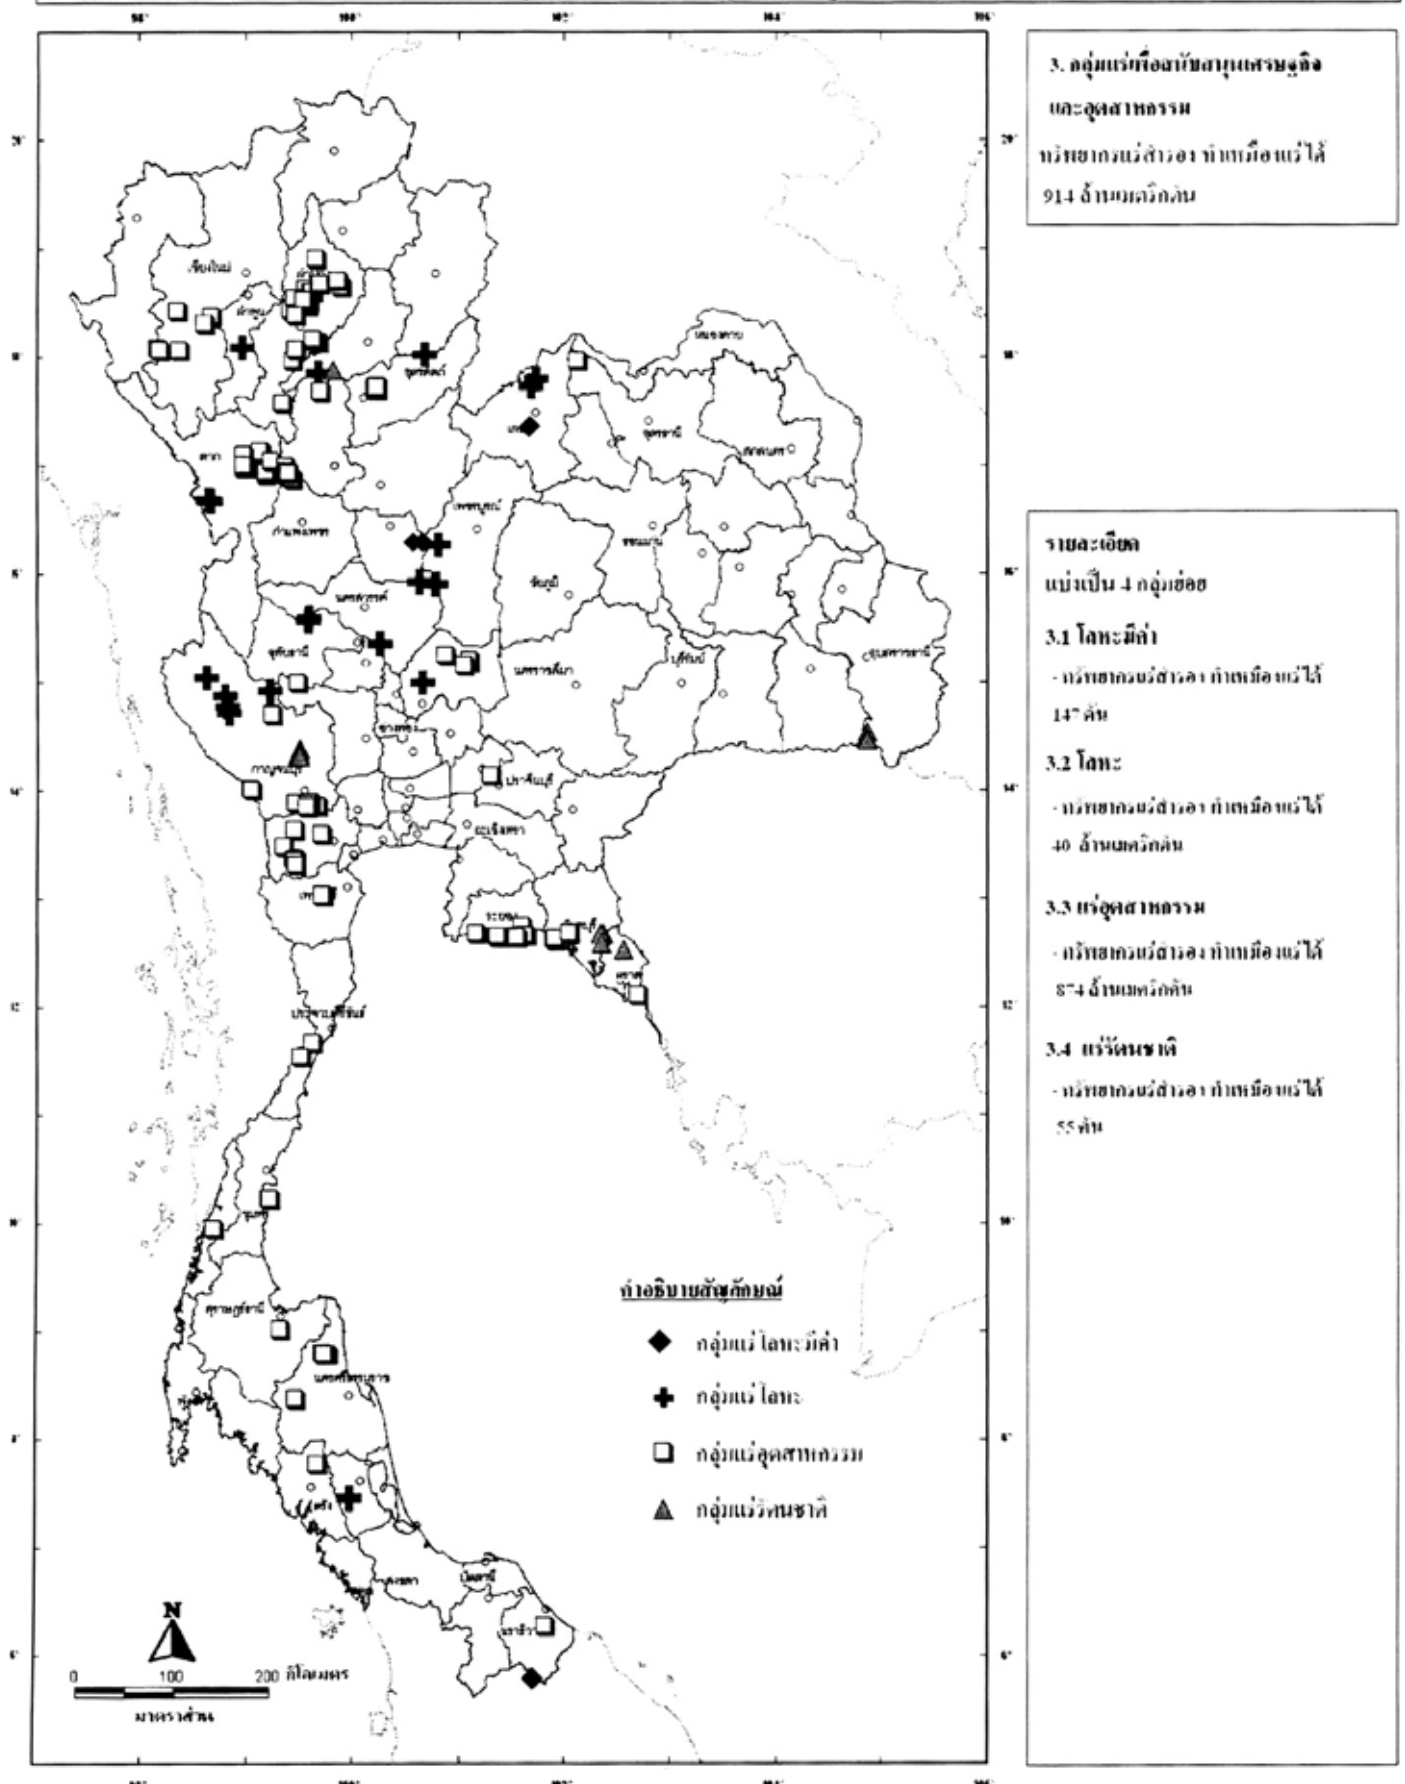 98° 100° 102° 104° 106°
3. กลุ่มแร่เพื่อสนับสนุนเศรษฐกิจ
และอุตสาหกรรม
ทรัพยากรแร่สำรอง ทำเหมืองแร่ได้
914 ล้านเมตริกตัน
รายละเอียด
แบ่งเป็น 4 กลุ่มย่อย
3.1 โลหะมีค่า
- ทรัพยากรแร่สำรอง ทำเหมืองแร่ได้
147 ตัน
3.2 โลหะ
- ทรัพยากรแร่สำรอง ทำเหมืองแร่ได้
40 ล้านเมตริกตัน
3.3 แร่อุตสาหกรรม
- ทรัพยากรแร่สำรอง ทำเหมืองแร่ได้
874 ล้านเมตริกตัน
3.4 แร่รัตนชาติ
- ทรัพยากรแร่สำรอง ทำเหมืองแร่ได้
55 ตัน
เชียงใหม่
ลำพูน
อุตรดิตถ์
หนองคาย
อุดรธานี
สกลนคร
ตาก
กำแพงเพชร
เพชรบูรณ์
ขอนแก่น
ชัยภูมิ
นครสวรรค์
อุทัยธานี
นครราชสีมา
บุรีรัมย์
อุบลราชธานี
อ่างทอง
กาญจนบุรี
ปราจีนบุรี
ฉะเชิงเทรา
ระยอง
ตราด
ประจวบคีรีขันธ์
สุราษฎร์ธานี
นครศรีธรรมราช
ตรัง
สงขลา
ปัตตานี
คำอธิบายสัญลักษณ์
กลุ่มแร่โลหะมีค่า
กลุ่มแร่โลหะ
กลุ่มแร่อุตสาหกรรม
กลุ่มแร่รัตนชาติ
N
0 100 200 กิโลเมตร
มาตราส่วน